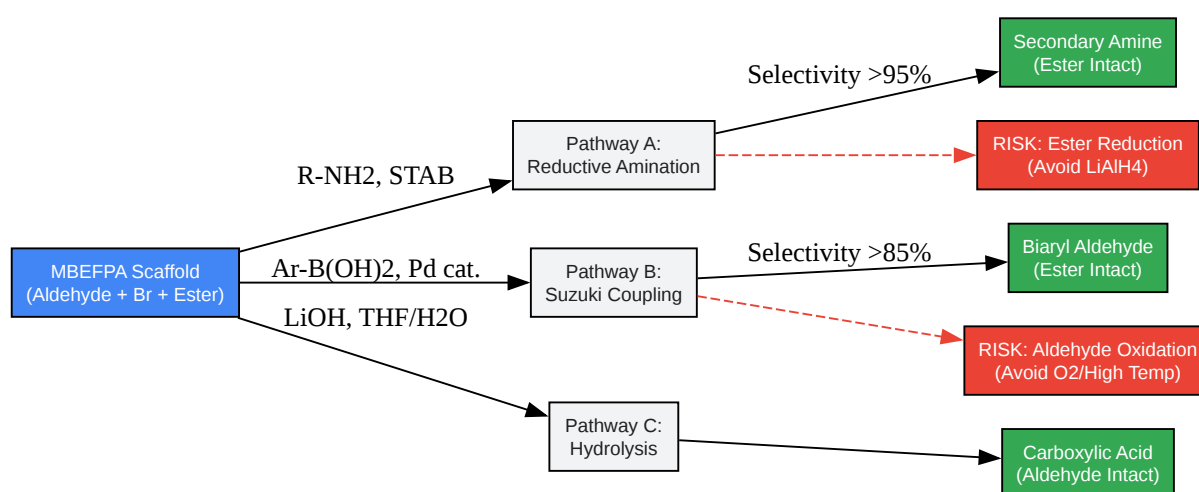 MBEFPA Scaffold
(Aldehyde + Br + Ester)
R-NH2, STAB
Ar-B(OH)2, Pd cat.
LiOH, THF/H2O
Pathway A:
Reductive Amination
Pathway B:
Suzuki Coupling
Pathway C:
Hydrolysis
Selectivity >95%
Selectivity >85%
Secondary Amine
(Ester Intact)
RISK: Ester Reduction
(Avoid LiAlH4)
Biaryl Aldehyde
(Ester Intact)
RISK: Aldehyde Oxidation
(Avoid O2/High Temp)
Carboxylic Acid
(Aldehyde Intact)